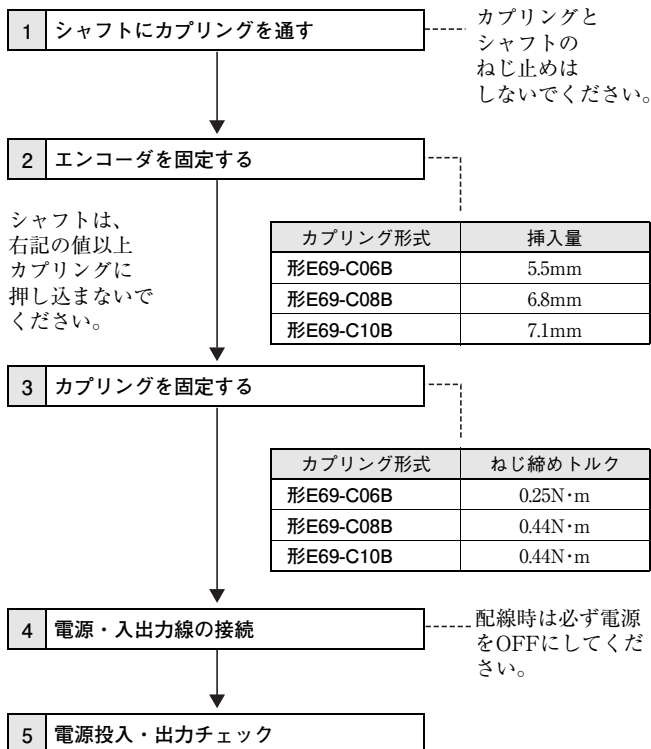 1 シャフトにカプリングを通す
カプリングと
シャフトの
ねじ止めは
しないでください。
2 エンコーダを固定する
シャフトは、
右記の値以上
カプリングに
押し込まないで
ください。
カプリング形式 挿入量
形E69-C06B 5.5mm
形E69-C08B 6.8mm
形E69-C10B 7.1mm
3 カプリングを固定する
カプリング形式 ねじ締めトルク
形E69-C06B 0.25N・m
形E69-C08B 0.44N・m
形E69-C10B 0.44N・m
4 電源・入出力線の接続
配線時は必ず電源
をOFFにしてくだ
さい。
5 電源投入・出力チェック